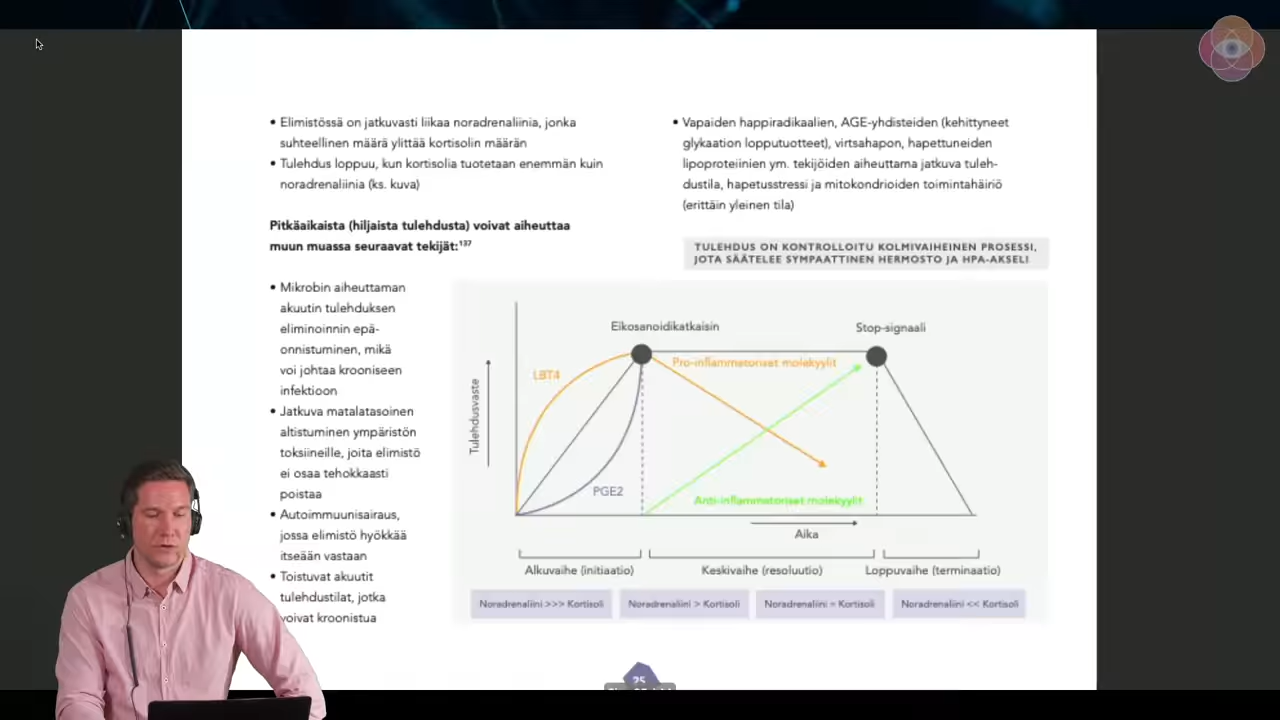 • Elimistössä on jatkuvasti liikaa noradrenaliinia, jonka
suhteellinen määrä ylittää kortisolin määrän
• Tulehdus loppuu, kun kortisolia tuotetaan enemmän kuin
noradrenaliinia (ks. kuva)
Pitkäaikaista (hiljaista tulehdusta) voivat aiheuttaa
muun muassa seuraavat tekijät:¹³⁷
• Mikrobin aiheuttaman
akuutin tulehduksen
eliminoinnin epä-
onnistuminen, mikä
voi johtaa krooniseen
infektioon
• Jatkuva matalatasoinen
altistuminen ympäristön
toksiineille, joita elimistö
ei osaa tehokkaasti
poistaa
• Autoimmuunisairaus,
jossa elimistö hyökkää
itseään vastaan
• Toistuvat akuutit
tulehdustilat, jotka
voivat kroonistua
• Vapaiden happiradikaalien, AGE-yhdisteiden (kehittyneet
glykaation lopputuotteet), virtsahapon, hapettuneiden
lipoproteiinien ym. tekijöiden aiheuttama jatkuva tuleh-
dustila, hapetusstressi ja mitokondrioiden toimintahäiriö
(erittäin yleinen tila)
TULEHDUS ON KONTROLLOITU KOLMIVAIHEINEN PROSESSI,
JOTA SÄÄTELEE SYMPAATTINEN HERMOSTO JA HPA-AKSELI
Eikosanoidikatkaisin
Stop-signaali
Pro-inflammatoriset molekyylit
LBT4
Tulehdusvaste
PGE2
Anti-inflammatoriset molekyylit
Aika
Alkuvaihe (initiaatio)
Keskivaihe (resoluutio)
Loppuvaihe (terminaatio)
Noradrenaliini >>> Kortisoli
Noradrenaliini > Kortisoli
Noradrenaliini = Kortisoli
Noradrenaliini << Kortisoli
25